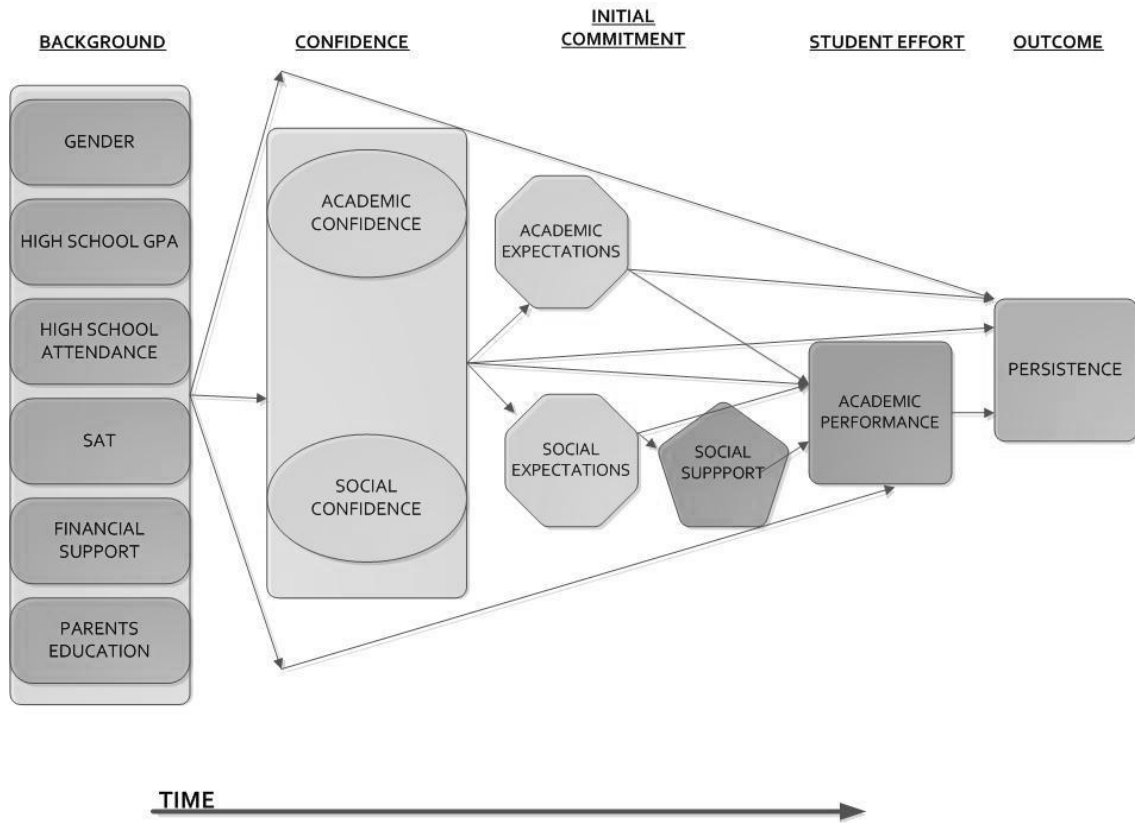 BACKGROUND
CONFIDENCE
INITIAL
COMMITMENT
STUDENT EFFORT
OUTCOME
GENDER
HIGH SCHOOL GPA
HIGH SCHOOL
ATTENDANCE
SAT
FINANCIAL
SUPPORT
PARENTS
EDUCATION
ACADEMIC
CONFIDENCE
SOCIAL
CONFIDENCE
ACADEMIC
EXPECTATIONS
SOCIAL
EXPECTATIONS
SOCIAL
SUPPPORT
ACADEMIC
PERFORMANCE
PERSISTENCE
TIME